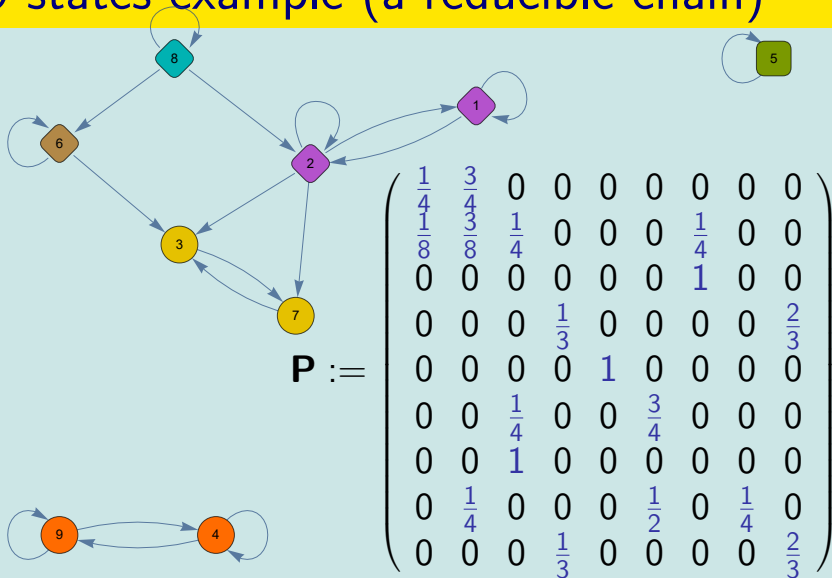 states example (a reducible chain)
8
5
1
6
2
3
7
9
4
P :=
1/4 3/4 0 0 0 0 0 0 0
1/8 3/8 1/4 0 0 0 1/4 0 0
0 0 0 0 0 0 1 0 0
0 0 0 1/3 0 0 0 0 2/3
0 0 0 0 1 0 0 0 0
0 0 1/4 0 0 3/4 0 0 0
0 0 1 0 0 0 0 0 0
0 1/4 0 0 0 1/2 0 1/4 0
0 0 0 1/3 0 0 0 0 2/3